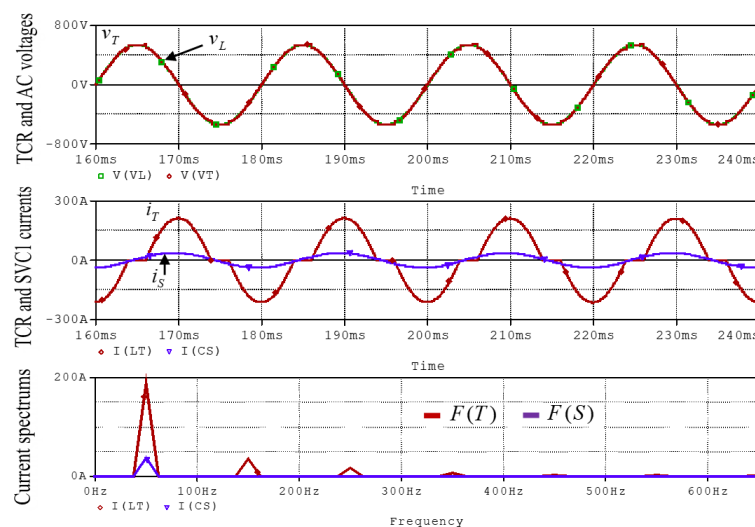 TCR and AC voltages
800V
0V
-800V
v_T
v_L
160ms 170ms 180ms 190ms 200ms 210ms 220ms 230ms 240ms
V(VL) V(VT)
Time
TCR and SVC1 currents
300A
0A
-300A
i_T
i_S
160ms 170ms 180ms 190ms 200ms 210ms 220ms 230ms 240ms
I(LT) I(CS)
Time
Current spectrums
200A
0A
F(T) F(S)
0Hz 100Hz 200Hz 300Hz 400Hz 500Hz 600Hz
I(LT) I(CS)
Frequency